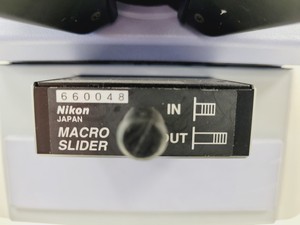 660048
Nikon
JAPAN
IN
MACRO
SLIDER
OUT